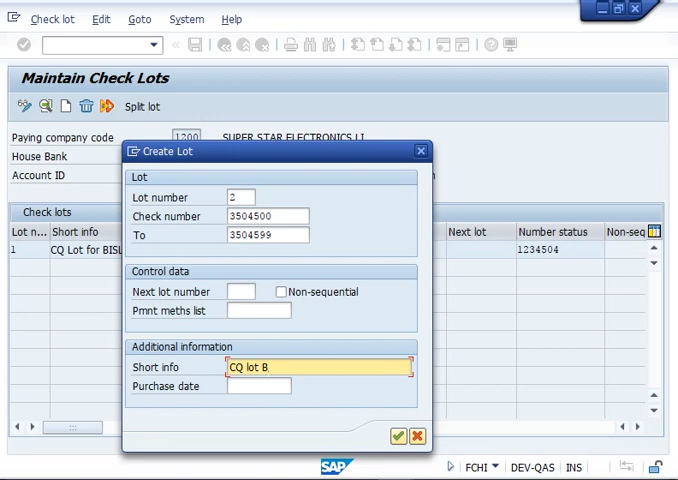 Check lot Edit Goto System Help
Maintain Check Lots
Split lot
Paying company code 1200 SUPER STAR ELECTRONICS LI
House Bank
Account ID
Create Lot
Lot
Lot number 2
Check number 3504500
To 3504599
Control data
Next lot number Non-sequential
Pmnt meths list
Additional information
Short info CQ lot B
Purchase date
Check lots
Lot n... Short info Next lot Number status Non-seq
1 CQ Lot for BISL 1234504
SAP FCHI DEV-QAS INS